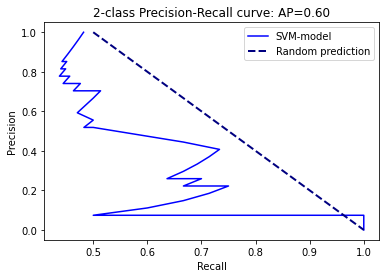 2-class Precision-Recall curve: AP=0.60
SVM-model
Random prediction
Precision
1.0
0.8
0.6
0.4
0.2
0.0
0.5 0.6 0.7 0.8 0.9 1.0
Recall